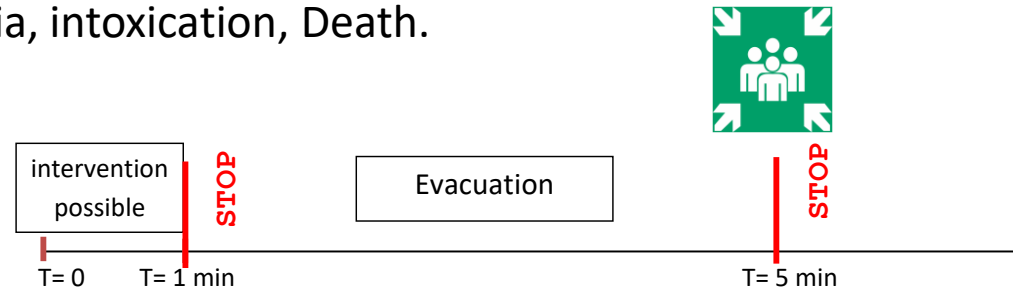 ia, intoxication, Death.
intervention
possible
STOP
Evacuation
STOP
T= 0
T= 1 min
T= 5 min